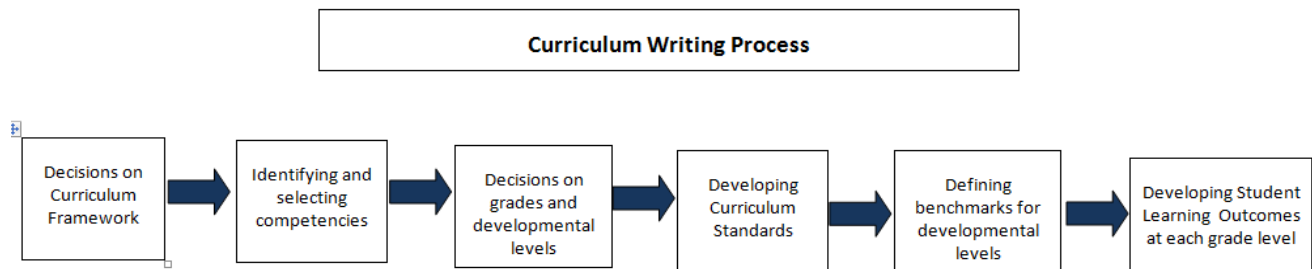 Curriculum Writing Process
Decisions on
Curriculum
Framework
Identifying and
selecting
competencies
Decisions on
grades and
developmental
levels
Developing
Curriculum
Standards
Defining
benchmarks for
developmental
levels
Developing Student
Learning Outcomes
at each grade level